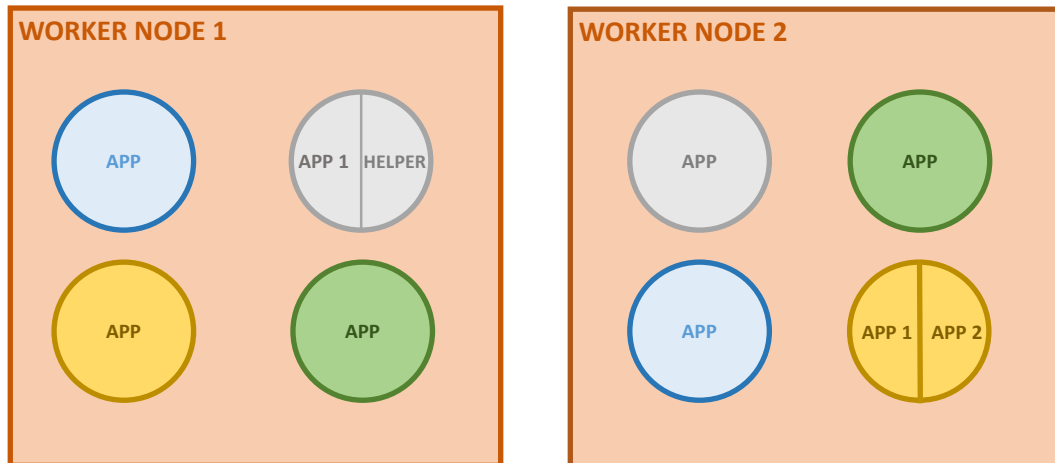 WORKER NODE 1
APP
APP 1
HELPER
APP
APP
WORKER NODE 2
APP
APP
APP
APP 1
APP 2